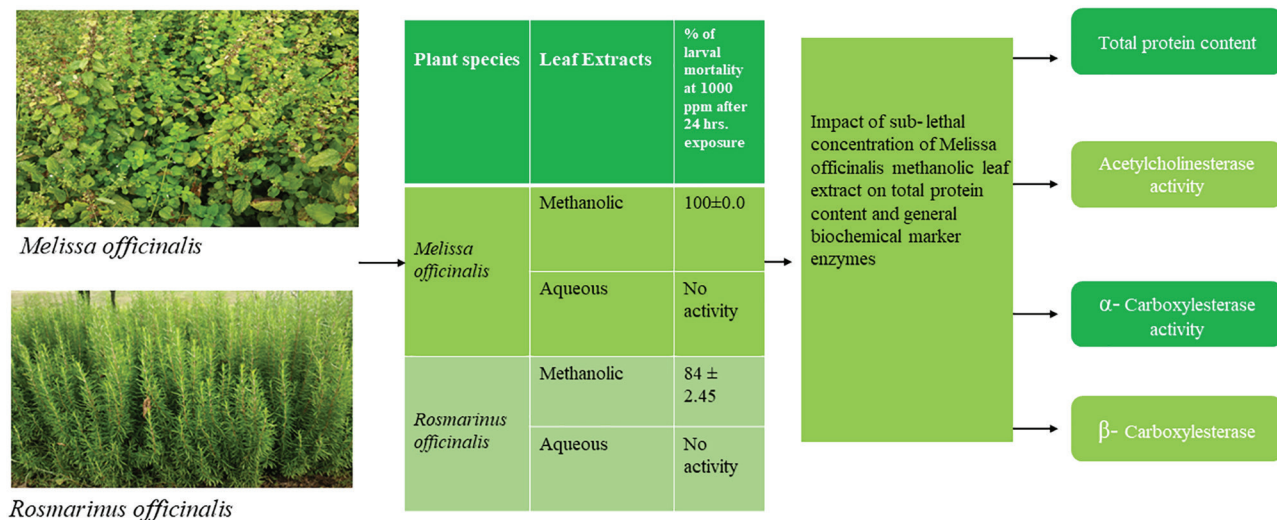 Melissa officinalis
Rosmarinus officinalis
Plant species
Leaf Extracts
% of
larval
mortality
at 1000
ppm after
24 hrs.
exposure
Melissa
officinalis
Methanolic
100±0.0
Aqueous
No
activity
Rosmarinus
officinalis
Methanolic
84 ±
2.45
Aqueous
No
activity
Impact of sub- lethal
concentration of Melissa
officinalis methanolic leaf
extract on total protein
content and general
biochemical marker
enzymes
Total protein content
Acetylcholinesterase
activity
α- Carboxylesterase
activity
β- Carboxylesterase